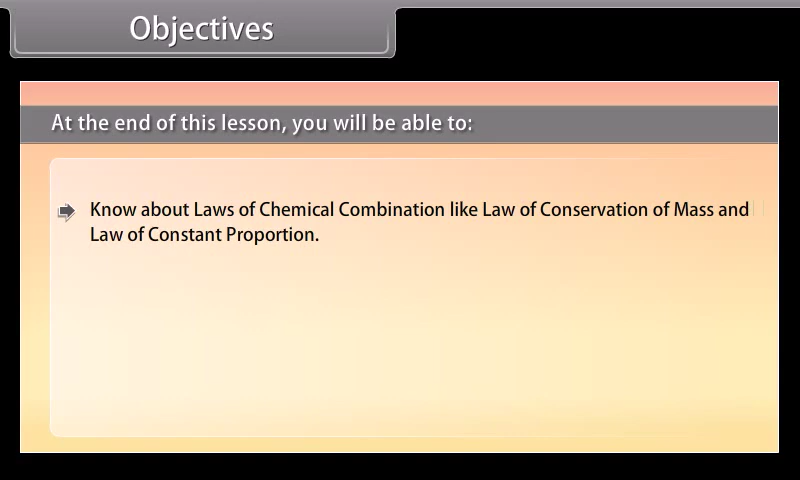 Objectives
At the end of this lesson, you will be able to:
Know about Laws of Chemical Combination like Law of Conservation of Mass and
Law of Constant Proportion.